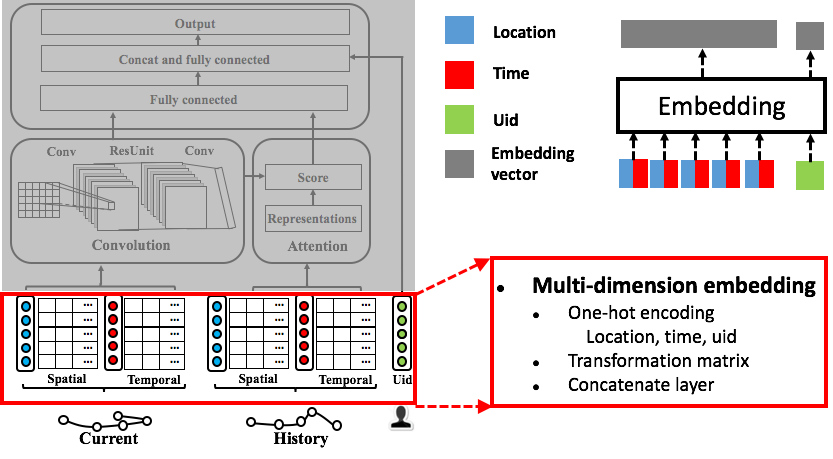 Output
Concat and fully connected
Fully connected
Conv ResUnit Conv
Score
Representations
Convolution
Attention
... ... ... ...
... ... ... ...
... ... ... ...
... ... ... ...
... ... ... ...
Spatial Temporal Spatial Temporal Uid
Current
History
Location
Time
Uid
Embedding
vector
Embedding
• Multi-dimension embedding
• One-hot encoding
Location, time, uid
• Transformation matrix
• Concatenate layer